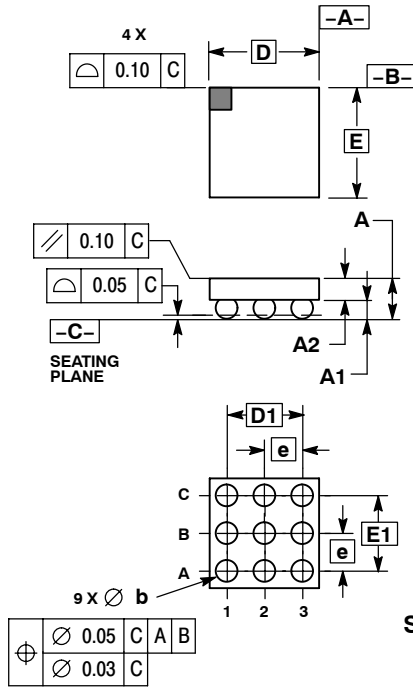 4 X
⌓ 0.10 C
D
–A–
–B–
E
A
// 0.10 C
⌓ 0.05 C
–C–
SEATING
PLANE
A2
A1
D1
e
C
B
A
E1
e
9 X ∅ b
1 2 3
⌖ ∅ 0.05 C A B
∅ 0.03 C
S